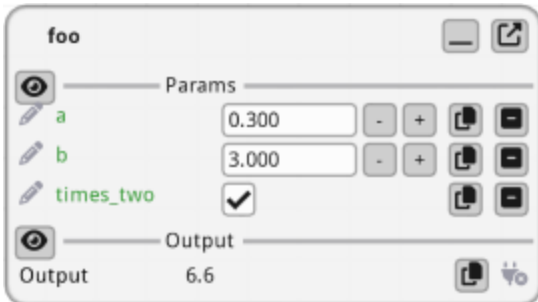 foo
Params
a 0.300 - +
b 3.000 - +
times_two
Output
Output 6.6